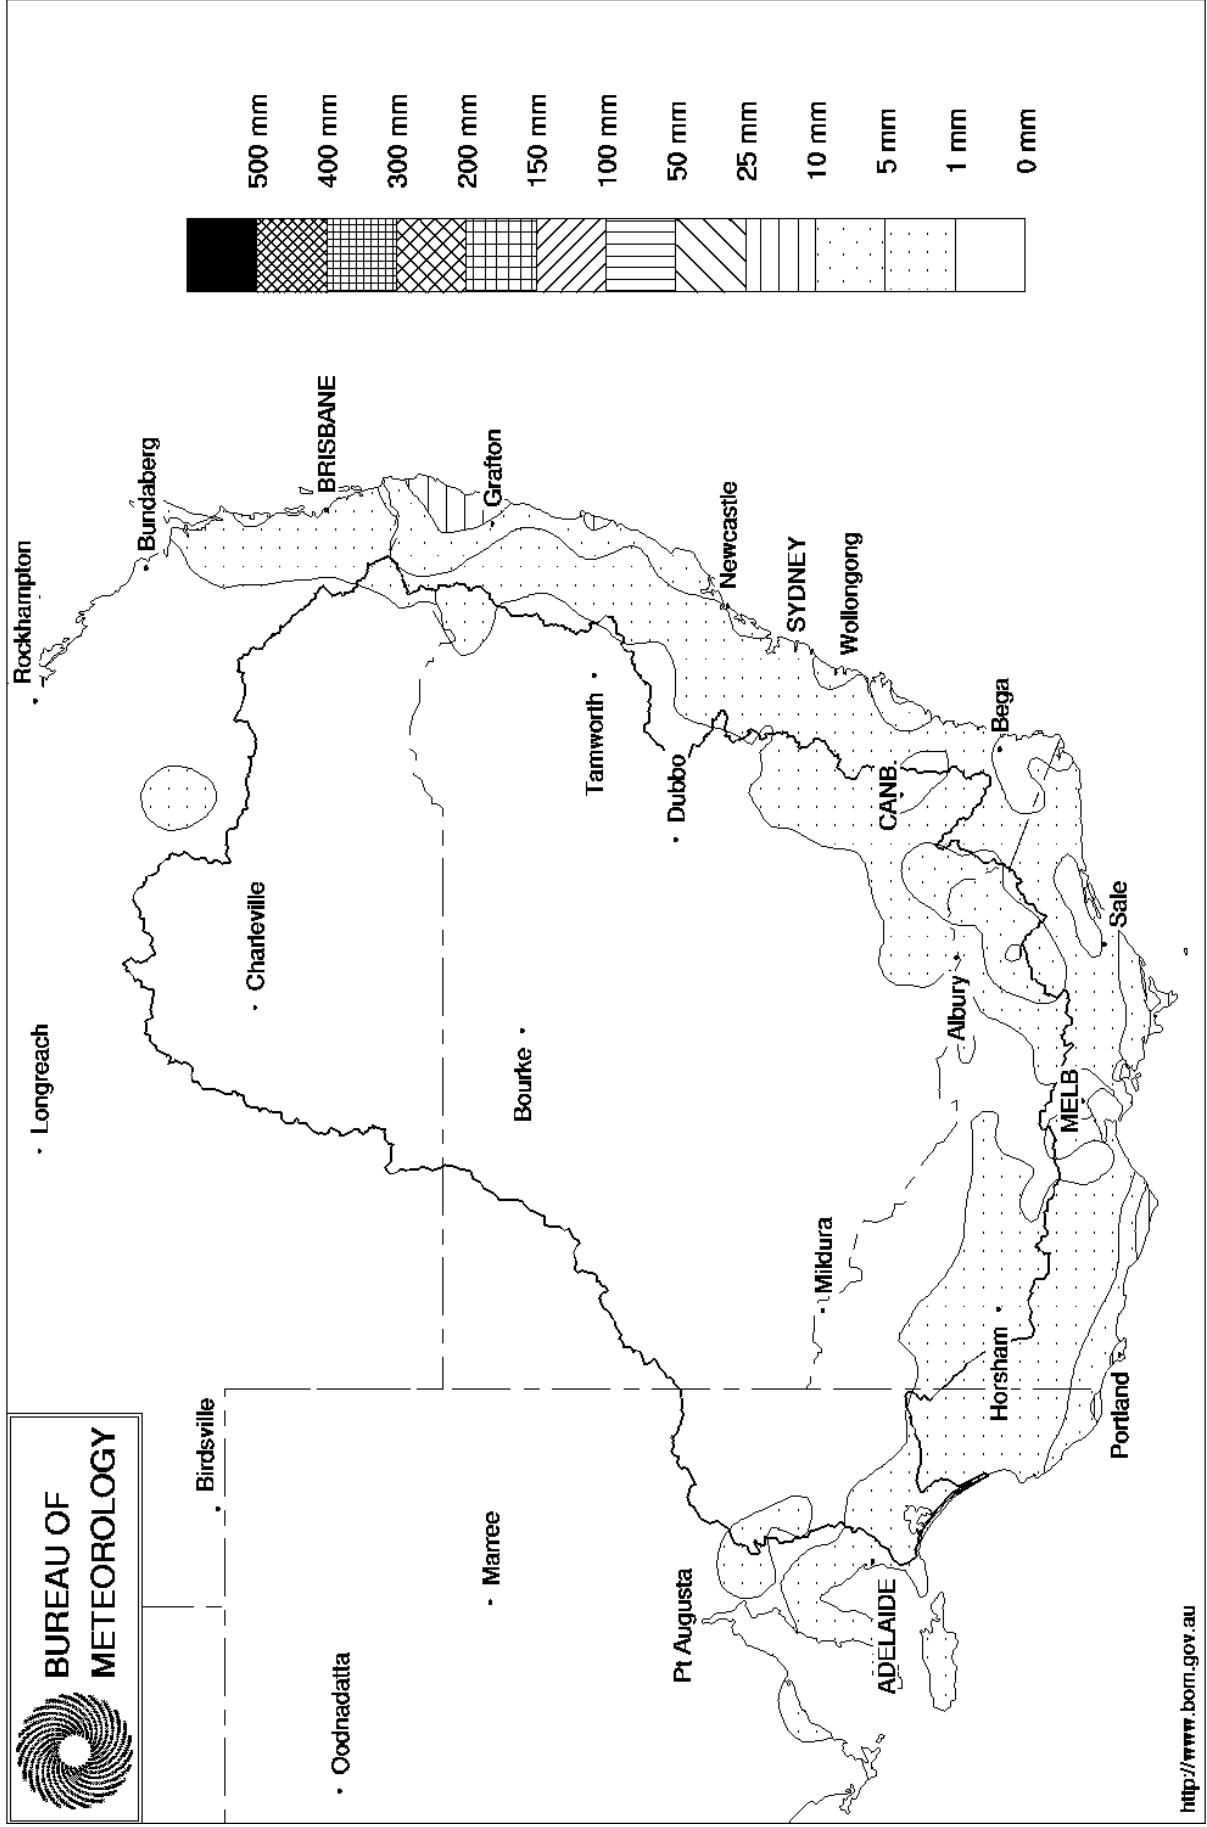 BUREAU OF
METEOROLOGY
500 mm
400 mm
300 mm
200 mm
150 mm
100 mm
50 mm
25 mm
10 mm
5 mm
1 mm
0 mm
Rockhampton
Longreach
Bundaberg
Birdsville
Charleville
BRISBANE
Oodnadatta
Marree
Bourke
Grafton
Tamworth
Pt Augusta
Dubbo
Newcastle
SYDNEY
Mildura
Wollongong
ADELAIDE
CANB.
Albury
Horsham
Bega
MELB
Portland
Sale
http://www.bom.gov.au